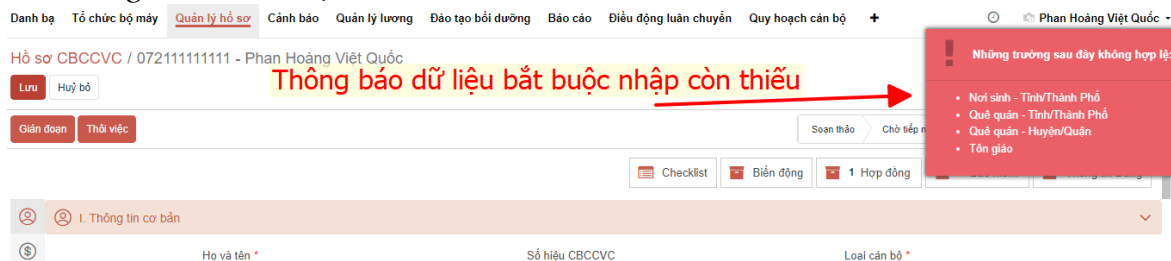 Danh bạ Tổ chức bộ máy Quản lý hồ sơ Cảnh báo Quản lý lương Đào tạo bồi dưỡng Báo cáo Điều động luân chuyển Quy hoạch cán bộ + Phan Hoàng Việt Quốc
Hồ sơ CBCCVC / 072111111111 - Phan Hoàng Việt Quốc
Những trường sau đây không hợp lệ:
Lưu Huỷ bỏ
Thông báo dữ liệu bắt buộc nhập còn thiếu
• Nơi sinh - Tỉnh/Thành Phố
• Quê quán - Tỉnh/Thành Phố
• Quê quán - Huyện/Quận
• Tôn giáo
Gián đoạn Thôi việc
Soạn thảo Chờ tiếp
Checklist Biến động 1 Hợp đồng
I. Thông tin cơ bản
Họ và tên * Số hiệu CBCCVC Loại cán bộ *